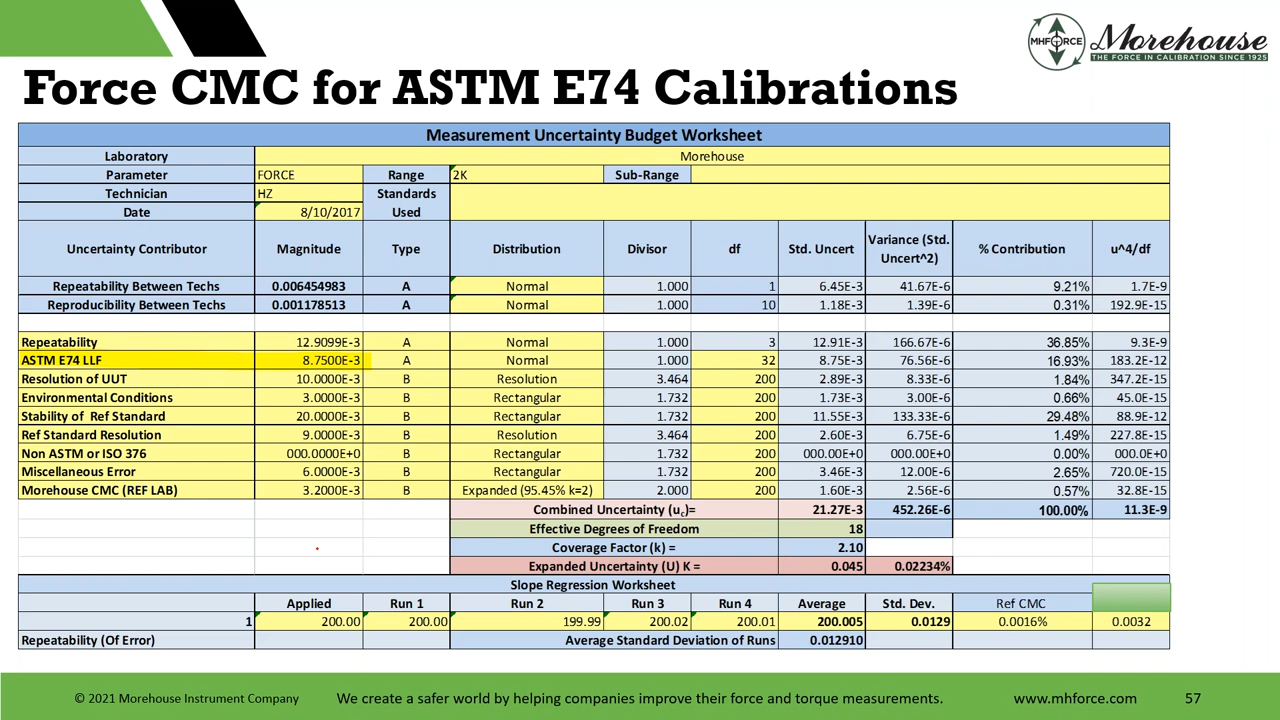 MHFORCE Morehouse
THE FORCE IN CALIBRATION SINCE 1925
Force CMC for ASTM E74 Calibrations
Measurement Uncertainty Budget Worksheet
Laboratory Morehouse
Parameter FORCE Range 2K Sub-Range
Technician HZ Standards
Date 8/10/2017 Used
Uncertainty Contributor Magnitude Type Distribution Divisor df Std. Uncert Variance (Std. Uncert^2) % Contribution u^4/df
Repeatability Between Techs 0.006454983 A Normal 1.000 1 6.45E-3 41.67E-6 9.21% 1.7E-9
Reproducibility Between Techs 0.001178513 A Normal 1.000 10 1.18E-3 1.39E-6 0.31% 192.9E-15
Repeatability 12.9099E-3 A Normal 1.000 3 12.91E-3 166.67E-6 36.85% 9.3E-9
ASTM E74 LLF 8.7500E-3 A Normal 1.000 32 8.75E-3 76.56E-6 16.93% 183.2E-12
Resolution of UUT 10.0000E-3 B Resolution 3.464 200 2.89E-3 8.33E-6 1.84% 347.2E-15
Environmental Conditions 3.0000E-3 B Rectangular 1.732 200 1.73E-3 3.00E-6 0.66% 45.0E-15
Stability of Ref Standard 20.0000E-3 B Rectangular 1.732 200 11.55E-3 133.33E-6 29.48% 88.9E-12
Ref Standard Resolution 9.0000E-3 B Resolution 3.464 200 2.60E-3 6.75E-6 1.49% 227.8E-15
Non ASTM or ISO 376 000.0000E+0 B Rectangular 1.732 200 000.00E+0 000.00E+0 0.00% 000.0E+0
Miscellaneous Error 6.0000E-3 B Rectangular 1.732 200 3.46E-3 12.00E-6 2.65% 720.0E-15
Morehouse CMC (REF LAB) 3.2000E-3 B Expanded (95.45% k=2) 2.000 200 1.60E-3 2.56E-6 0.57% 32.8E-15
Combined Uncertainty (uc)= 21.27E-3 452.26E-6 100.00% 11.3E-9
Effective Degrees of Freedom 18
Coverage Factor (k) = 2.10
Expanded Uncertainty (U) K = 0.045 0.02234%
Slope Regression Worksheet
Applied Run 1 Run 2 Run 3 Run 4 Average Std. Dev. Ref CMC
1 200.00 200.00 199.99 200.02 200.01 200.005 0.0129 0.0016% 0.0032
Repeatability (Of Error) Average Standard Deviation of Runs 0.012910
© 2021 Morehouse Instrument Company We create a safer world by helping companies improve their force and torque measurements. www.mhforce.com 57